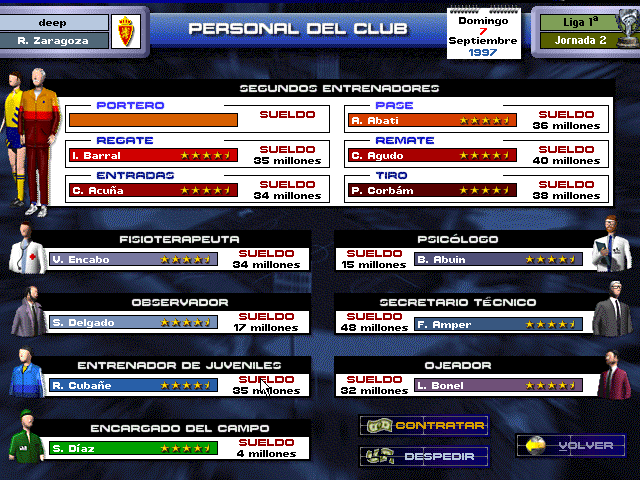 deep
R. Zaragoza
PERSONAL DEL CLUB
Domingo
7
Septiembre
1997
Liga 1ª
Jornada 2
SEGUNDOS ENTRENADORES
PORTERO
SUELDO
PASE
A. Abati
SUELDO
36 millones
REGATE
I. Barral
SUELDO
35 millones
REMATE
C. Agudo
SUELDO
40 millones
ENTRADAS
C. Acuña
SUELDO
34 millones
TIRO
P. Corbám
SUELDO
38 millones
FISIOTERAPEUTA
V. Encabo
SUELDO
34 millones
PSICÓLOGO
SUELDO
15 millones
B. Abuin
OBSERVADOR
S. Delgado
SUELDO
17 millones
SECRETARIO TÉCNICO
SUELDO
48 millones
F. Amper
ENTRENADOR DE JUVENILES
R. Cubañe
SUELDO
35 millones
OJEADOR
SUELDO
32 millones
L. Bonel
ENCARGADO DEL CAMPO
S. Díaz
SUELDO
4 millones
CONTRATAR
DESPEDIR
VOLVER